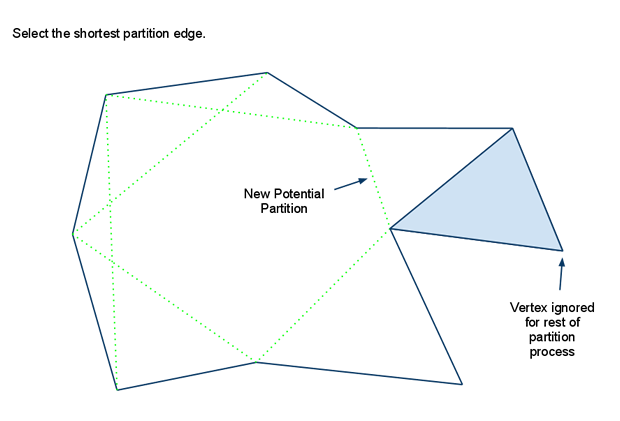 Select the shortest partition edge.
New Potential
Partition
Vertex ignored
for rest of
partition
process